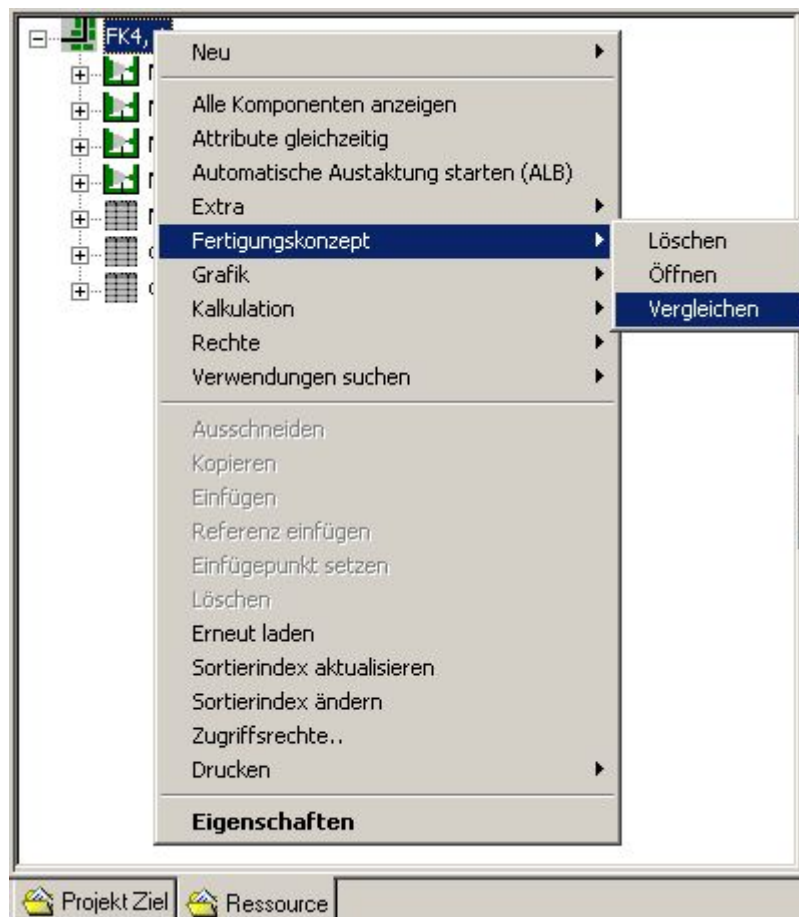 FK4,
Neu
Alle Komponenten anzeigen
Attribute gleichzeitig
Automatische Austaktung starten (ALB)
Extra
Fertigungskonzept
Löschen
Grafik
Öffnen
Kalkulation
Vergleichen
Rechte
Verwendungen suchen
Ausschneiden
Kopieren
Einfügen
Referenz einfügen
Einfügepunkt setzen
Löschen
Erneut laden
Sortierindex aktualisieren
Sortierindex ändern
Zugriffsrechte..
Drucken
Eigenschaften
Projekt Ziel
Ressource